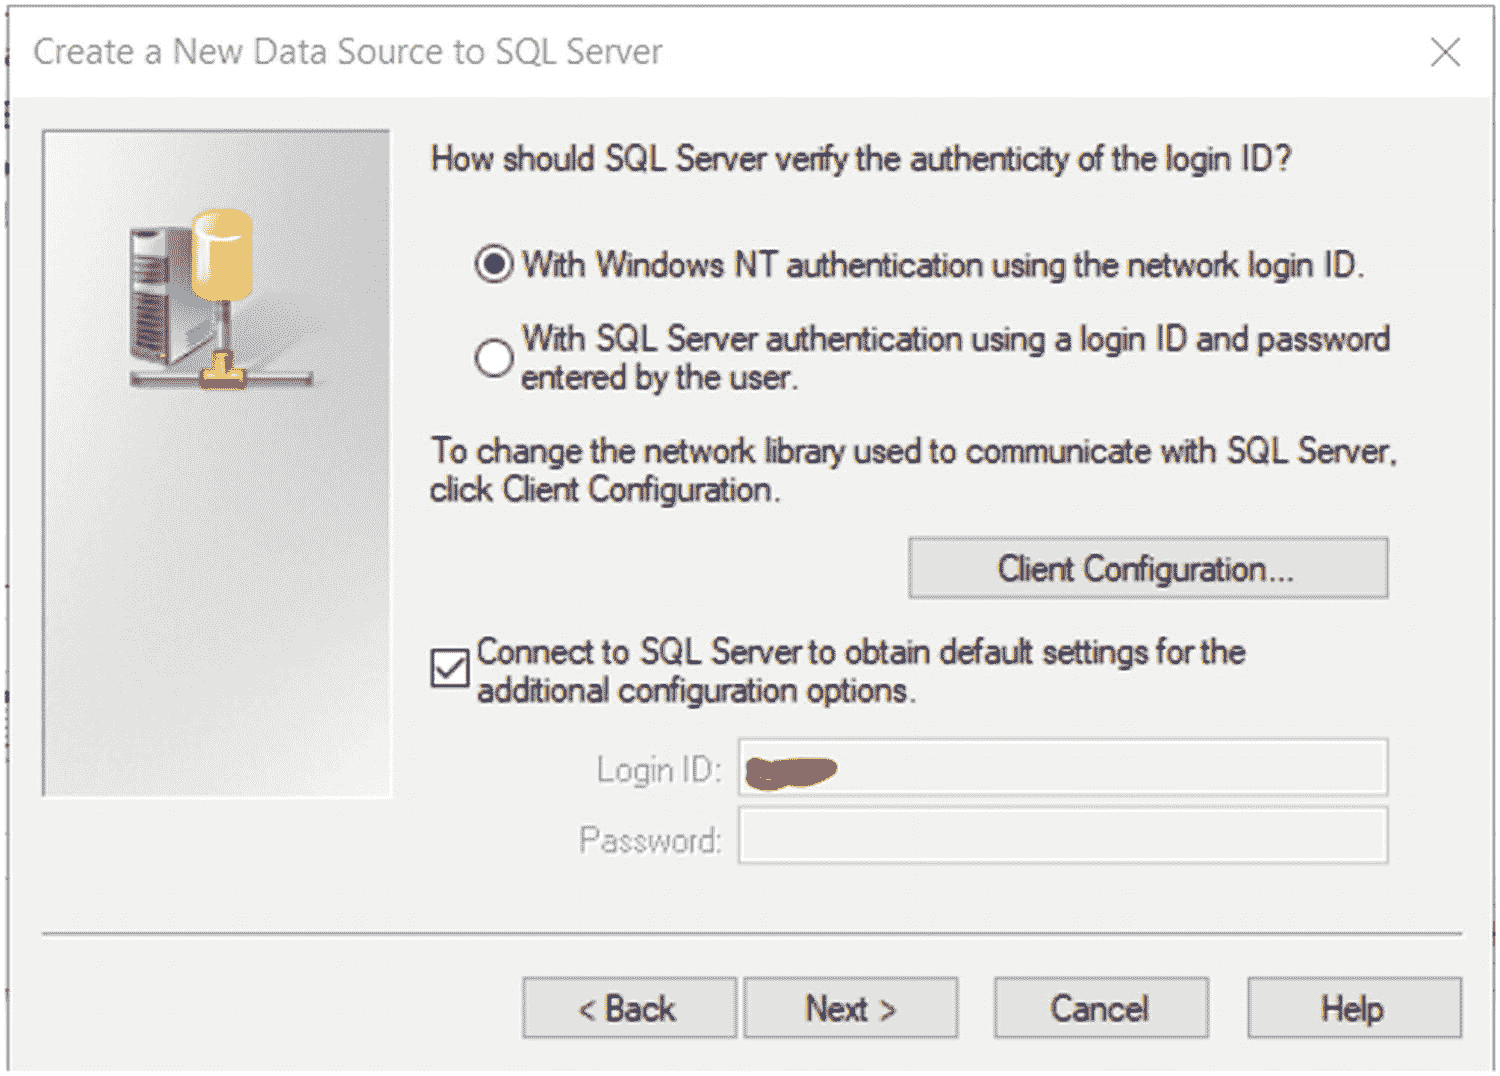 Create a New Data Source to SQL Server
How should SQL Server verify the authenticity of the login ID?
With Windows NT authentication using the network login ID.
With SQL Server authentication using a login ID and password
entered by the user.
To change the network library used to communicate with SQL Server,
click Client Configuration.
Client Configuration...
Connect to SQL Server to obtain default settings for the
additional configuration options.
Login ID:
Password:
< Back
Next >
Cancel
Help